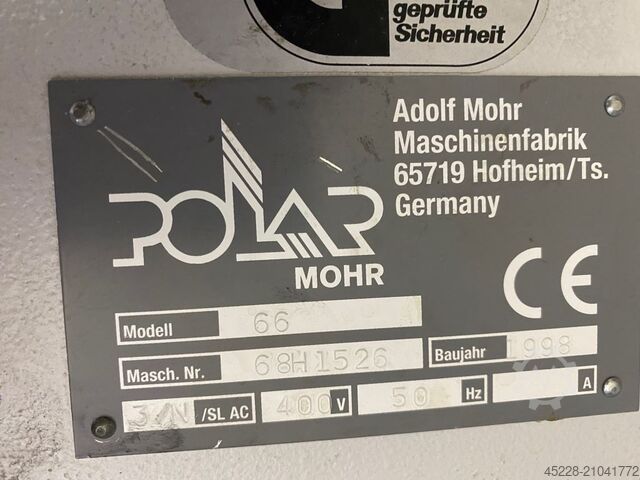 geprüfte
Sicherheit
Adolf Mohr
Maschinenfabrik
65719 Hofheim/Ts.
Germany
POLAR
MOHR
CE
Modell 66
Masch. Nr. 68H1526 Baujahr 1998
3/N /SL AC 400 V 50 Hz A
45228-21041772